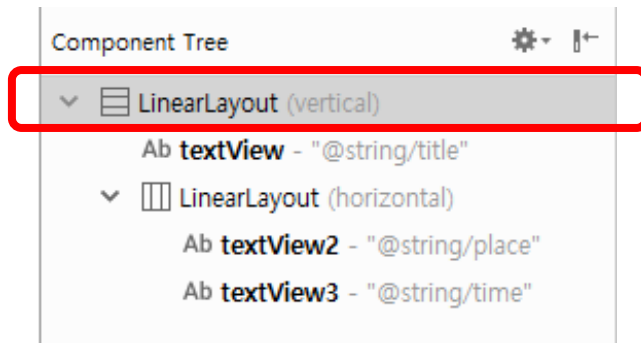 Component Tree
LinearLayout (vertical)
Ab textView - "@string/title"
LinearLayout (horizontal)
Ab textView2 - "@string/place"
Ab textView3 - "@string/time"